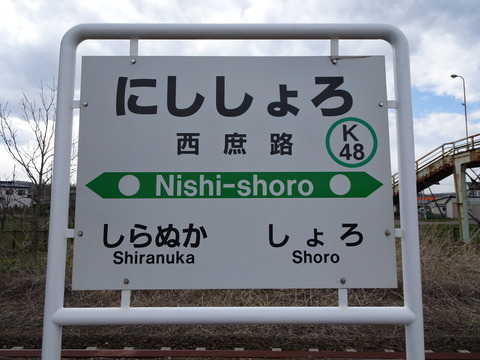 にししょろ
西庶路
K
48
Nishi-shoro
しらぬか しょろ
Shiranuka Shoro